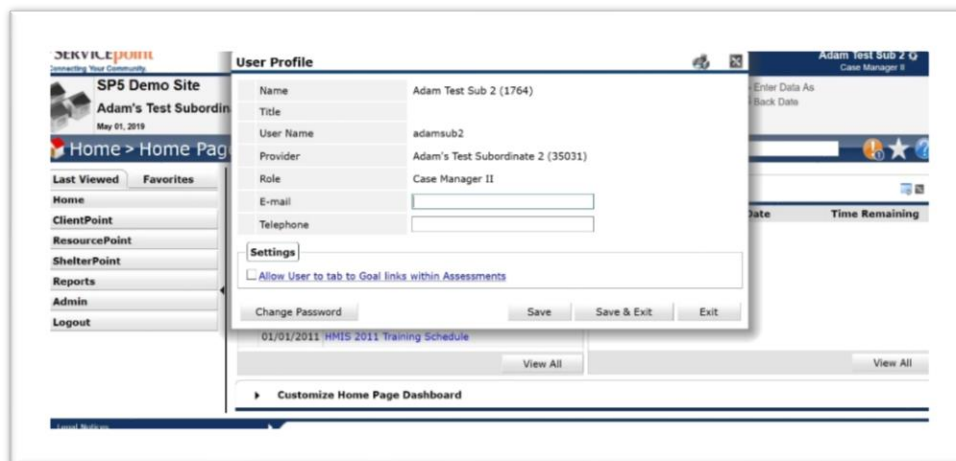 SERVICEpoint
Connecting Your Community.
SP5 Demo Site
Adam's Test Subordin
May 01, 2019
Home > Home Pag
Last Viewed Favorites
Home
ClientPoint
ResourcePoint
ShelterPoint
Reports
Admin
Logout
User Profile
Name Adam Test Sub 2 (1764)
Title
User Name adamsub2
Provider Adam's Test Subordinate 2 (35031)
Role Case Manager II
E-mail
Telephone
Settings
Allow User to tab to Goal links within Assessments
Change Password Save Save & Exit Exit
Adam Test Sub 2
Case Manager II
Enter Data As
Back Date
Date Time Remaining
01/01/2011 HMIS 2011 Training Schedule
View All View All
Customize Home Page Dashboard
Legal Notices